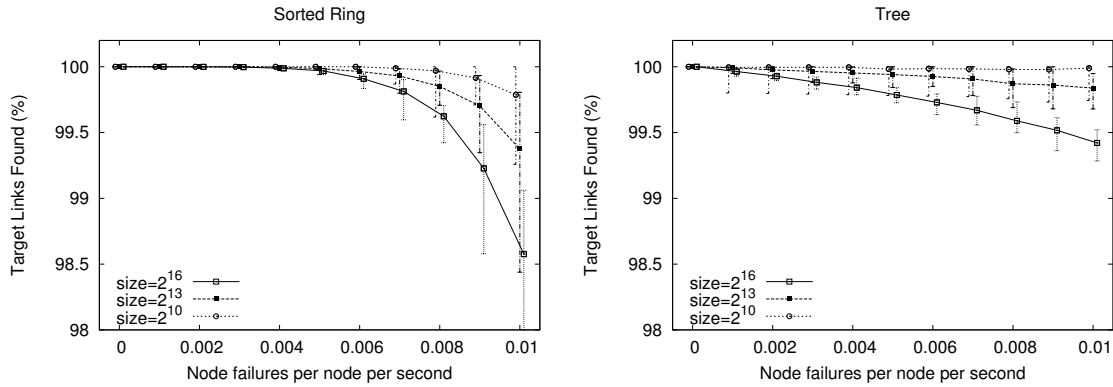 Sorted Ring
Target Links Found (%)
100
99.5
99
98.5
98
size=2^16
size=2^13
size=2^10
0 0.002 0.004 0.006 0.008 0.01
Node failures per node per second
Tree
Target Links Found (%)
100
99.5
99
98.5
98
size=2^16
size=2^13
size=2^10
0 0.002 0.004 0.006 0.008 0.01
Node failures per node per second